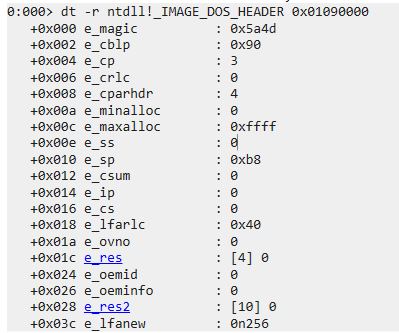 0:000> dt -r ntdll!_IMAGE_DOS_HEADER 0x01090000
+0x000 e_magic : 0x5a4d
+0x002 e_cblp : 0x90
+0x004 e_cp : 3
+0x006 e_crlc : 0
+0x008 e_cparhdr : 4
+0x00a e_minalloc : 0
+0x00c e_maxalloc : 0xffff
+0x00e e_ss : 0
+0x010 e_sp : 0xb8
+0x012 e_csum : 0
+0x014 e_ip : 0
+0x016 e_cs : 0
+0x018 e_lfarlc : 0x40
+0x01a e_ovno : 0
+0x01c e_res : [4] 0
+0x024 e_oemid : 0
+0x026 e_oeminfo : 0
+0x028 e_res2 : [10] 0
+0x03c e_lfanew : 0n256